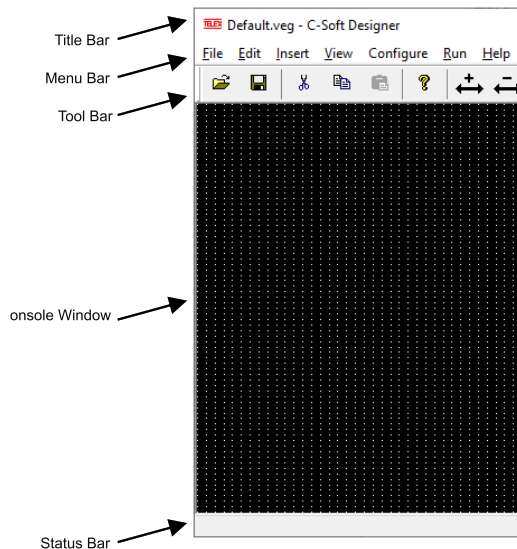 Title Bar
TELEX Default.veg - C-Soft Designer
Menu Bar
File Edit Insert View Configure Run Help
Tool Bar
onsole Window
Status Bar